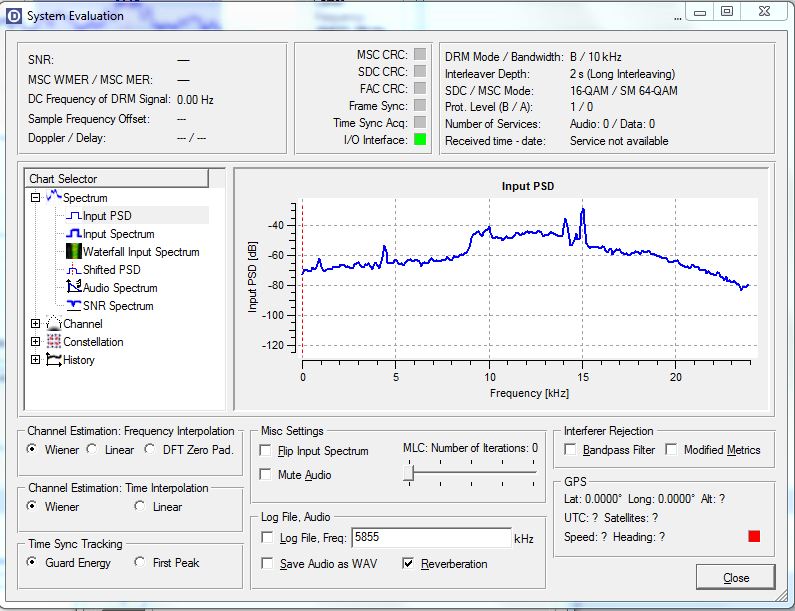 System Evaluation
SNR: ---
MSC WMER / MSC MER: ---
DC Frequency of DRM Signal: 0.00 Hz
Sample Frequency Offset: ---
Doppler / Delay: --- / ---
MSC CRC:
SDC CRC:
FAC CRC:
Frame Sync:
Time Sync Acq:
I/O Interface:
DRM Mode / Bandwidth: B / 10 kHz
Interleaver Depth: 2 s (Long Interleaving)
SDC / MSC Mode: 16-QAM / SM 64-QAM
Prot. Level (B / A): 1 / 0
Number of Services: Audio: 0 / Data: 0
Received time - date: Service not available
Chart Selector
Spectrum
Input PSD
Input Spectrum
Waterfall Input Spectrum
Shifted PSD
Audio Spectrum
SNR Spectrum
Channel
Constellation
History
Input PSD
Input PSD [dB]
-40
-60
-80
-100
-120
0 5 10 15 20
Frequency [kHz]
Channel Estimation: Frequency Interpolation
Wiener Linear DFT Zero Pad.
Channel Estimation: Time Interpolation
Wiener Linear
Time Sync Tracking
Guard Energy First Peak
Misc Settings
Flip Input Spectrum
Mute Audio
MLC: Number of Iterations: 0
Log File, Audio
Log File, Freq: 5855 kHz
Save Audio as WAV Reverberation
Interferer Rejection
Bandpass Filter Modified Metrics
GPS
Lat: 0.0000° Long: 0.0000° Alt: ?
UTC: ? Satellites: ?
Speed: ? Heading: ?
Close